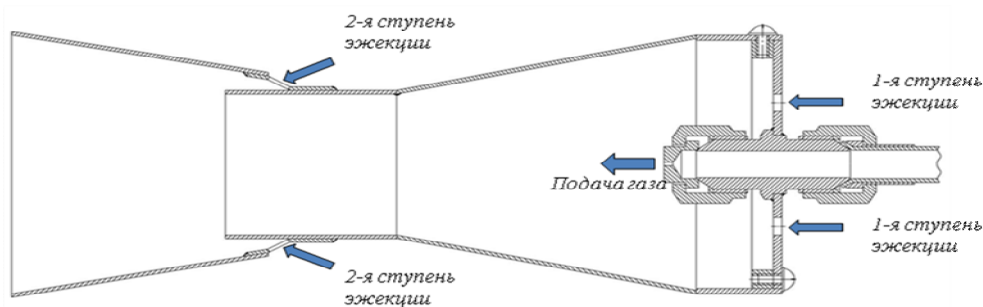 2-я ступень
эжекции
1-я ступень
эжекции
Подача газа
1-я ступень
эжекции
2-я ступень
эжекции